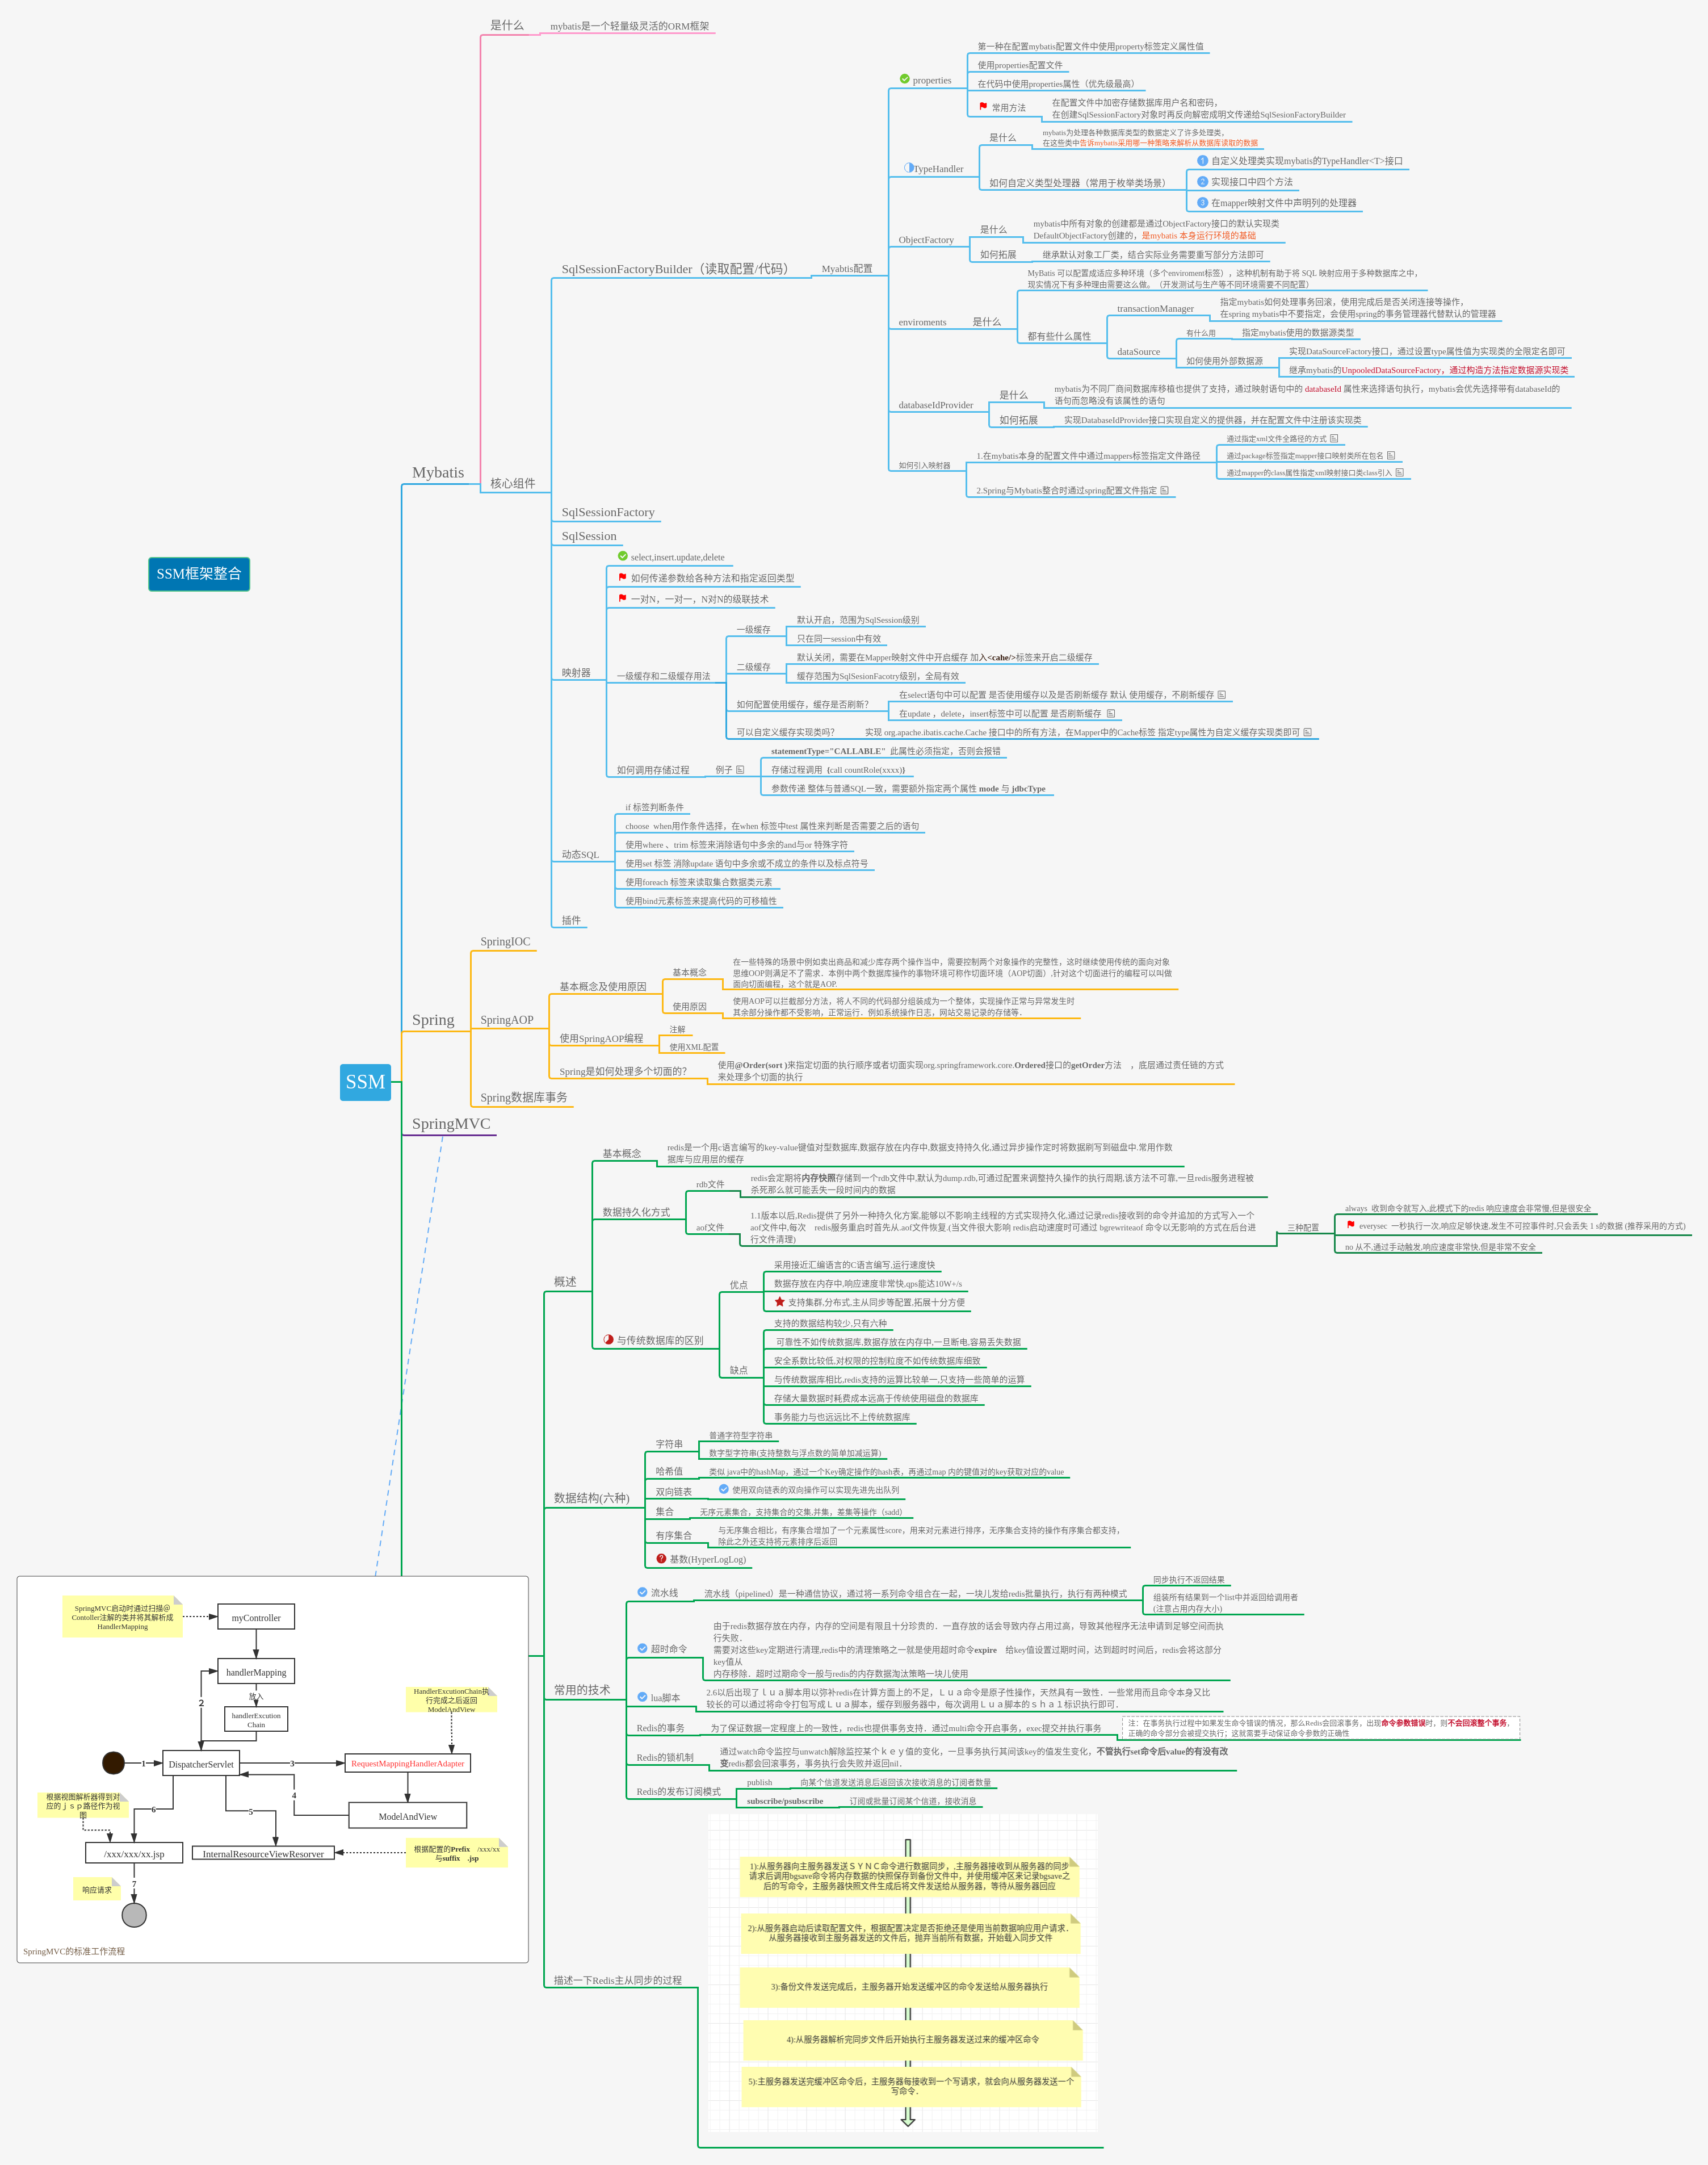 是什么
mybatis是一个轻量级灵活的ORM框架
第一种在配置mybatis配置文件中使用property标签定义属性值
使用properties配置文件
properties
在代码中使用properties属性（优先级最高）
常用方法
在配置文件中加密存储数据库用户名和密码，
在创建SqlSessionFactory对象时再反向解密成明文传递给SqlSesionFactoryBuilder
是什么
mybatis为处理各种数据库类型的数据定义了许多处理类，
在这些类中告诉mybatis采用哪一种策略来解析从数据库读取的数据
TypeHandler
如何自定义类型处理器（常用于枚举类场景）
1 自定义处理类实现mybatis的TypeHandler<T>接口
2 实现接口中四个方法
3 在mapper映射文件中声明列的处理器
ObjectFactory
是什么
mybatis中所有对象的创建都是通过ObjectFactory接口的默认实现类
DefaultObjectFactory创建的，是mybatis 本身运行环境的基础
如何拓展
继承默认对象工厂类，结合实际业务需要重写部分方法即可
SqlSessionFactoryBuilder（读取配置/代码）
Myabtis配置
enviroments
是什么
MyBatis 可以配置成适应多种环境（多个enviroment标签），这种机制有助于将 SQL 映射应用于多种数据库之中，
现实情况下有多种理由需要这么做。（开发测试与生产等不同环境需要不同配置）
都有些什么属性
transactionManager
指定mybatis如何处理事务回滚，使用完成后是否关闭连接等操作，
在spring mybatis中不要指定，会使用spring的事务管理器代替默认的管理器
dataSource
有什么用
指定mybatis使用的数据源类型
如何使用外部数据源
实现DataSourceFactory接口，通过设置type属性值为实现类的全限定名即可
继承mybatis的UnpooledDataSourceFactory，通过构造方法指定数据源实现类
databaseIdProvider
是什么
mybatis为不同厂商间数据库移植也提供了支持，通过映射语句中的 databaseId 属性来选择语句执行，mybatis会优先选择带有databaseId的
语句而忽略没有该属性的语句
如何拓展
实现DatabaseIdProvider接口实现自定义的提供器，并在配置文件中注册该实现类
如何引入映射器
1.在mybatis本身的配置文件中通过mappers标签指定文件路径
通过指定xml文件全路径的方式
通过package标签指定mapper接口映射类所在包名
通过mapper的class属性指定xml映射接口类class引入
2.Spring与Mybatis整合时通过spring配置文件指定
Mybatis
核心组件
SqlSessionFactory
SqlSession
SSM框架整合
映射器
select,insert.update,delete
如何传递参数给各种方法和指定返回类型
一对N，一对一，N对N的级联技术
一级缓存和二级缓存用法
一级缓存
默认开启，范围为SqlSession级别
只在同一session中有效
二级缓存
默认关闭，需要在Mapper映射文件中开启缓存 加入<cahe/>标签来开启二级缓存
缓存范围为SqlSesionFacotry级别，全局有效
如何配置使用缓存，缓存是否刷新?
在select语句中可以配置 是否使用缓存以及是否刷新缓存 默认 使用缓存，不刷新缓存
在update ，delete，insert标签中可以配置 是否刷新缓存
可以自定义缓存实现类吗?
实现 org.apache.ibatis.cache.Cache 接口中的所有方法，在Mapper中的Cache标签 指定type属性为自定义缓存实现类即可
如何调用存储过程
例子
statementType="CALLABLE" 此属性必须指定，否则会报错
存储过程调用 {call countRole(xxxx)}
参数传递 整体与普通SQL一致，需要额外指定两个属性 mode 与 jdbcType
动态SQL
if 标签判断条件
choose when用作条件选择，在when 标签中test 属性来判断是否需要之后的语句
使用where 、trim 标签来消除语句中多余的and与or 特殊字符
使用set 标签 消除update 语句中多余或不成立的条件以及标点符号
使用foreach 标签来读取集合数据类元素
使用bind元素标签来提高代码的可移植性
插件
Spring
SpringIOC
SpringAOP
基本概念及使用原因
基本概念
在一些特殊的场景中例如卖出商品和减少库存两个操作当中，需要控制两个对象操作的完整性，这时继续使用传统的面向对象
思维OOP则满足不了需求．本例中两个数据库操作的事物环境可称作切面环境（AOP切面）,针对这个切面进行的编程可以叫做
面向切面编程，这个就是AOP.
使用原因
使用AOP可以拦截部分方法，将人不同的代码部分组装成为一个整体，实现操作正常与异常发生时
其余部分操作都不受影响，正常运行．例如系统操作日志，网站交易记录的存储等．
使用SpringAOP编程
注解
使用XML配置
Spring是如何处理多个切面的?
使用@Order(sort )来指定切面的执行顺序或者切面实现org.springframework.core.Ordered接口的getOrder方法　，底层通过责任链的方式
来处理多个切面的执行
Spring数据库事务
SSM
SpringMVC
概述
基本概念
redis是一个用c语言编写的key-value键值对型数据库,数据存放在内存中,数据支持持久化,通过异步操作定时将数据刷写到磁盘中.常用作数
据库与应用层的缓存
数据持久化方式
rdb文件
redis会定期将内存快照存储到一个rdb文件中,默认为dump.rdb,可通过配置来调整持久操作的执行周期,该方法不可靠,一旦redis服务进程被
杀死那么就可能丢失一段时间内的数据
aof文件
1.1版本以后,Redis提供了另外一种持久化方案,能够以不影响主线程的方式实现持久化,通过记录redis接收到的命令并追加的方式写入一个
aof文件中,每次　redis服务重启时首先从.aof文件恢复.(当文件很大影响 redis启动速度时可通过 bgrewriteaof 命令以无影响的方式在后台进
行文件清理)
三种配置
always 收到命令就写入,此模式下的redis 响应速度会非常慢,但是很安全
everysec 一秒执行一次,响应足够快速,发生不可控事件时,只会丢失 1 s的数据 (推荐采用的方式)
no 从不,通过手动触发,响应速度非常快,但是非常不安全
与传统数据库的区别
优点
采用接近汇编语言的C语言编写,运行速度快
数据存放在内存中,响应速度非常快,qps能达10W+/s
支持集群,分布式,主从同步等配置,拓展十分方便
缺点
支持的数据结构较少,只有六种
可靠性不如传统数据库,数据存放在内存中,一旦断电,容易丢失数据
安全系数比较低,对权限的控制粒度不如传统数据库细致
与传统数据库相比,redis支持的运算比较单一,只支持一些简单的运算
存储大量数据时耗费成本远高于传统使用磁盘的数据库
事务能力与也远远比不上传统数据库
数据结构(六种)
字符串
普通字符型字符串
数字型字符串(支持整数与浮点数的简单加减运算)
哈希值
类似 java中的hashMap，通过一个Key确定操作的hash表，再通过map 内的键值对的key获取对应的value
双向链表
使用双向链表的双向操作可以实现先进先出队列
集合
无序元素集合，支持集合的交集,并集，差集等操作（sadd）
有序集合
与无序集合相比，有序集合增加了一个元素属性score，用来对元素进行排序，无序集合支持的操作有序集合都支持，
除此之外还支持将元素排序后返回
基数(HyperLogLog)
常用的技术
流水线
流水线（pipelined）是一种通信协议，通过将一系列命令组合在一起，一块儿发给redis批量执行，执行有两种模式
同步执行不返回结果
组装所有结果到一个list中并返回给调用者
(注意占用内存大小)
超时命令
由于redis数据存放在内存，内存的空间是有限且十分珍贵的．一直存放的话会导致内存占用过高，导致其他程序无法申请到足够空间而执
行失败．
需要对这些key定期进行清理,redis中的清理策略之一就是使用超时命令expire　给key值设置过期时间，达到超时时间后，redis会将这部分
key值从
内存移除．超时过期命令一般与redis的内存数据淘汰策略一块儿使用
lua脚本
2.6以后出现了ｌｕａ脚本用以弥补redis在计算方面上的不足，Ｌｕａ命令是原子性操作，天然具有一致性．一些常用而且命令本身又比
较长的可以通过将命令打包写成Ｌｕａ脚本，缓存到服务器中，每次调用Ｌｕａ脚本的ｓｈａ１标识执行即可．
Redis的事务
为了保证数据一定程度上的一致性，redis也提供事务支持．通过multi命令开启事务，exec提交并执行事务
注：在事务执行过程中如果发生命令错误的情况，那么Redis会回滚事务，出现命令参数错误时，则不会回滚整个事务，
正确的命令部分会被提交执行；这就需要手动保证命令参数的正确性
Redis的锁机制
通过watch命令监控与unwatch解除监控某个ｋｅｙ值的变化，一旦事务执行其间该key的值发生变化，不管执行set命令后value的有没有改
变redis都会回滚事务，事务执行会失败并返回nil．
Redis的发布订阅模式
publish
向某个信道发送消息后返回该次接收消息的订阅者数量
subscribe/psubscribe
订阅或批量订阅某个信道，接收消息
描述一下Redis主从同步的过程
1):从服务器向主服务器发送ＳＹＮＣ命令进行数据同步，,主服务器接收到从服务器的同步
请求后调用bgsave命令将内存数据的快照保存到备份文件中，并使用缓冲区来记录bgsave之
后的写命令，主服务器快照文件生成后将文件发送给从服务器，等待从服务器回应
2):从服务器启动后读取配置文件，根据配置决定是否拒绝还是使用当前数据响应用户请求．
从服务器接收到主服务器发送的文件后，抛弃当前所有数据，开始载入同步文件
3):备份文件发送完成后，主服务器开始发送缓冲区的命令发送给从服务器执行
4):从服务器解析完同步文件后开始执行主服务器发送过来的缓冲区命令
5):主服务器发送完缓冲区命令后，主服务器每接收到一个写请求，就会向从服务器发送一个
写命令．
SpringMVC启动时通过扫描＠
Contoller注解的类并将其解析成
HandlerMapping
myController
handlerMapping
放入
handlerExcution
Chain
HandlerExcutionChain执
行完成之后返回
ModelAndView
2
1
DispatcherServlet
3
RequestMappingHandlerAdapter
4
ModelAndView
根据视图解析器得到对
应的ｊｓｐ路径作为视
图
6
5
/xxx/xxx/xx.jsp
InternalResourceViewResorver
根据配置的Prefix　/xxx/xx
与suffix　.jsp
响应请求
7
SpringMVC的标准工作流程